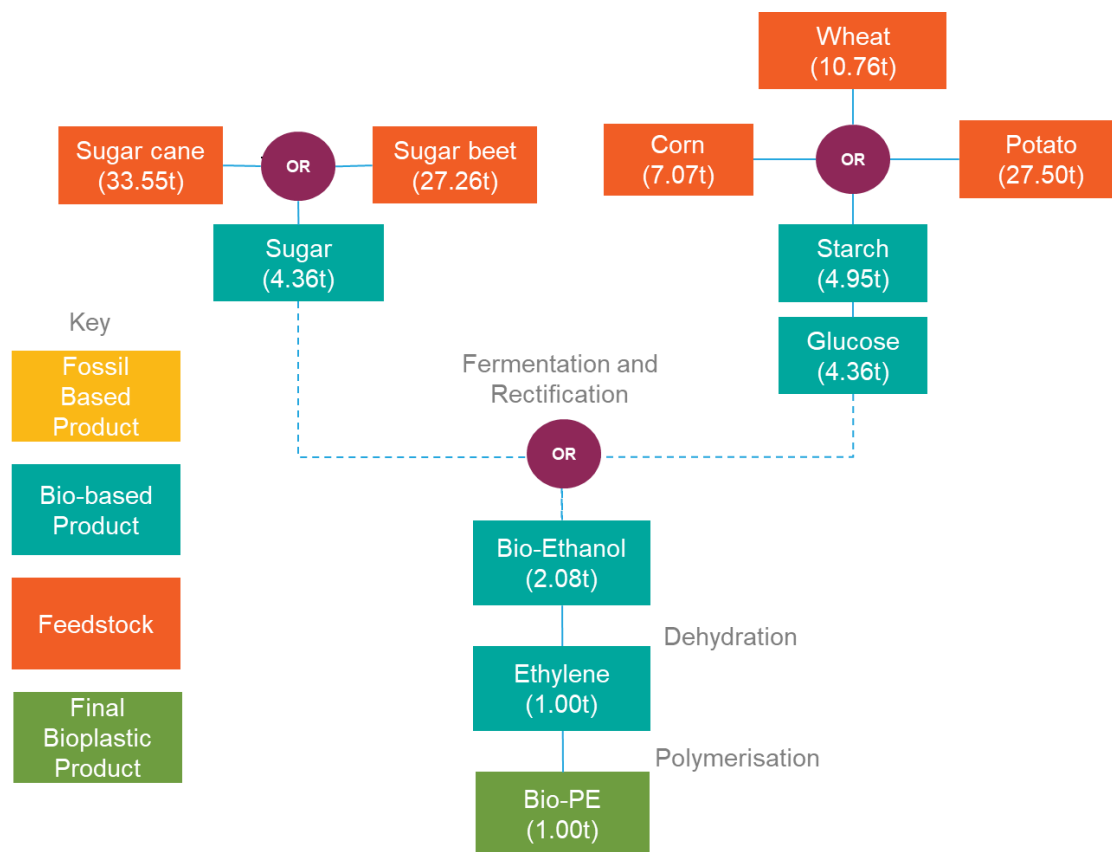 Wheat
(10.76t)
Sugar cane
(33.55t)
OR
Sugar beet
(27.26t)
Corn
(7.07t)
OR
Potato
(27.50t)
Sugar
(4.36t)
Starch
(4.95t)
Glucose
(4.36t)
Key
Fossil
Based
Product
Bio-based
Product
Feedstock
Final
Bioplastic
Product
Fermentation and
Rectification
OR
Bio-Ethanol
(2.08t)
Dehydration
Ethylene
(1.00t)
Polymerisation
Bio-PE
(1.00t)